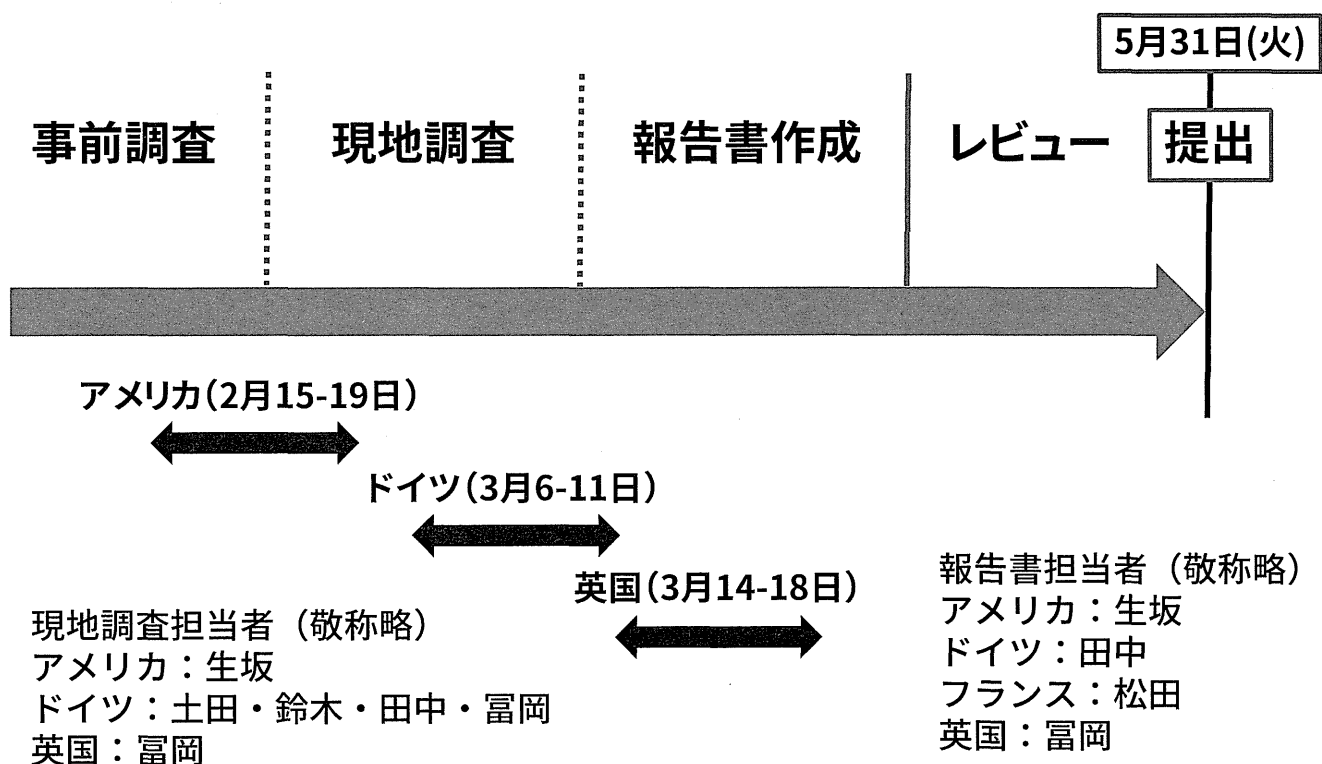 5月31日(火)
事前調査 現地調査 報告書作成 レビュー 提出
アメリカ(2月15-19日)
ドイツ(3月6-11日)
英国(3月14-18日)
現地調査担当者（敬称略）
アメリカ：生坂
ドイツ：土田・鈴木・田中・冨岡
英国：冨岡
報告書担当者（敬称略）
アメリカ：生坂
ドイツ：田中
フランス：松田
英国：冨岡